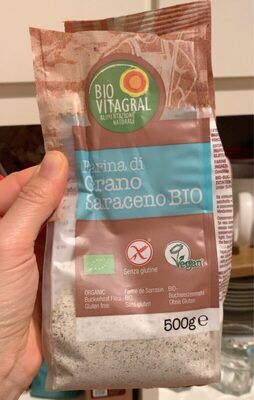 BIO
VITAGRAL
ALIMENTAZIONE
NATURALE
Farina di
Grano
Saraceno BIO
Senza glutine
Vegan
ORGANIC
Buckwheat Flour
Gluten free
Farine de Sarrasin
BIO
Sans gluten
BIO-
Buchweizenmehl
Ohne Gluten
500g e